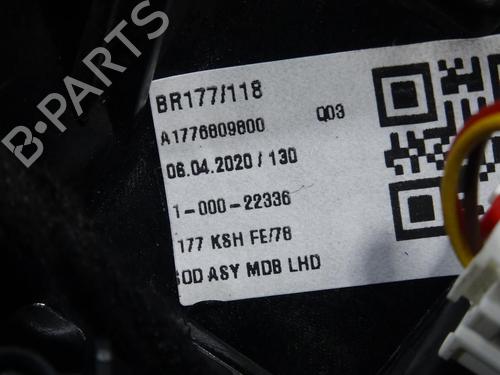 B-PARTS
BR177/118
A1776809800 Q03
06.04.2020 / 130
1-000-22336
177 KSH FE/78
ASY MDB LHD